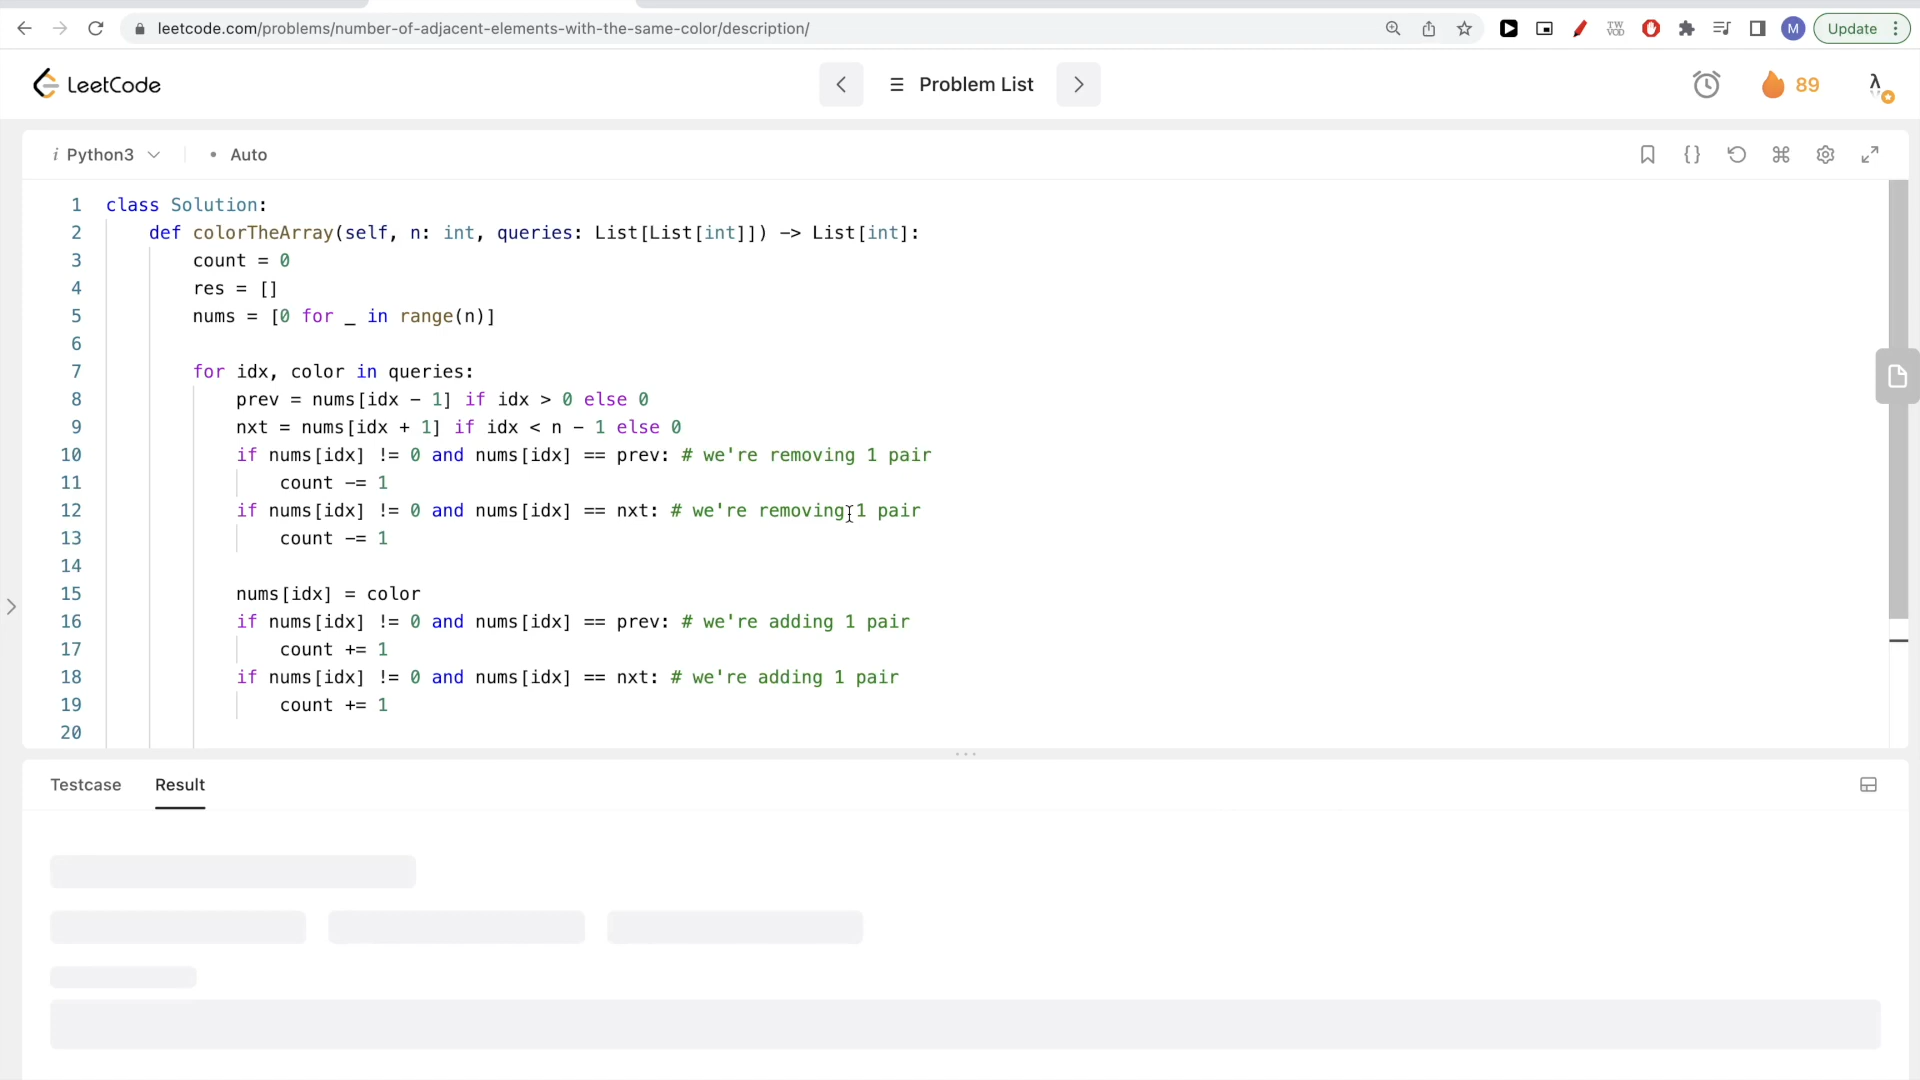 leetcode.com/problems/number-of-adjacent-elements-with-the-same-color/description/
TW
VOD
M
Update
LeetCode
Problem List
89
i Python3
• Auto
1 class Solution:
2 def colorTheArray(self, n: int, queries: List[List[int]]) -> List[int]:
3 count = 0
4 res = []
5 nums = [0 for _ in range(n)]
6
7 for idx, color in queries:
8 prev = nums[idx - 1] if idx > 0 else 0
9 nxt = nums[idx + 1] if idx < n - 1 else 0
10 if nums[idx] != 0 and nums[idx] == prev: # we're removing 1 pair
11 count -= 1
12 if nums[idx] != 0 and nums[idx] == nxt: # we're removing 1 pair
13 count -= 1
14
15 nums[idx] = color
16 if nums[idx] != 0 and nums[idx] == prev: # we're adding 1 pair
17 count += 1
18 if nums[idx] != 0 and nums[idx] == nxt: # we're adding 1 pair
19 count += 1
20
Testcase
Result